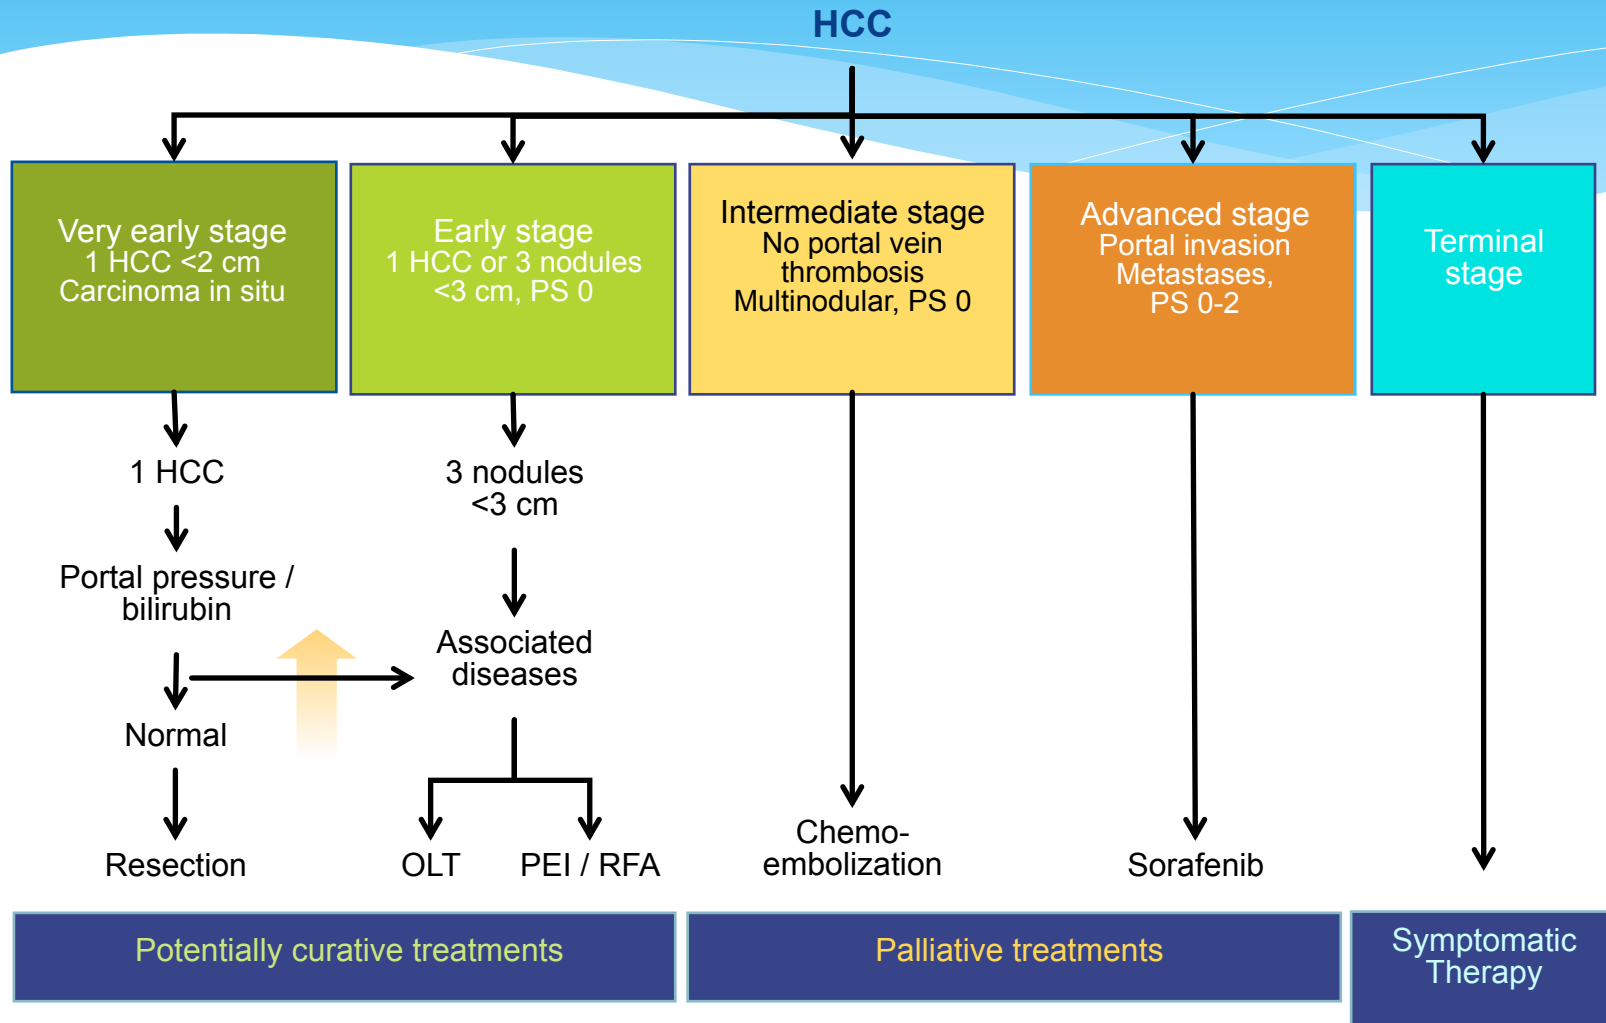 HCC
Very early stage
1 HCC <2 cm
Carcinoma in situ
Early stage
1 HCC or 3 nodules
<3 cm, PS 0
Intermediate stage
No portal vein
thrombosis
Multinodular, PS 0
Advanced stage
Portal invasion
Metastases,
PS 0-2
Terminal
stage
1 HCC
3 nodules
<3 cm
Portal pressure /
bilirubin
Associated
diseases
Normal
Resection
OLT
PEI / RFA
Chemo-
embolization
Sorafenib
Potentially curative treatments
Palliative treatments
Symptomatic
Therapy